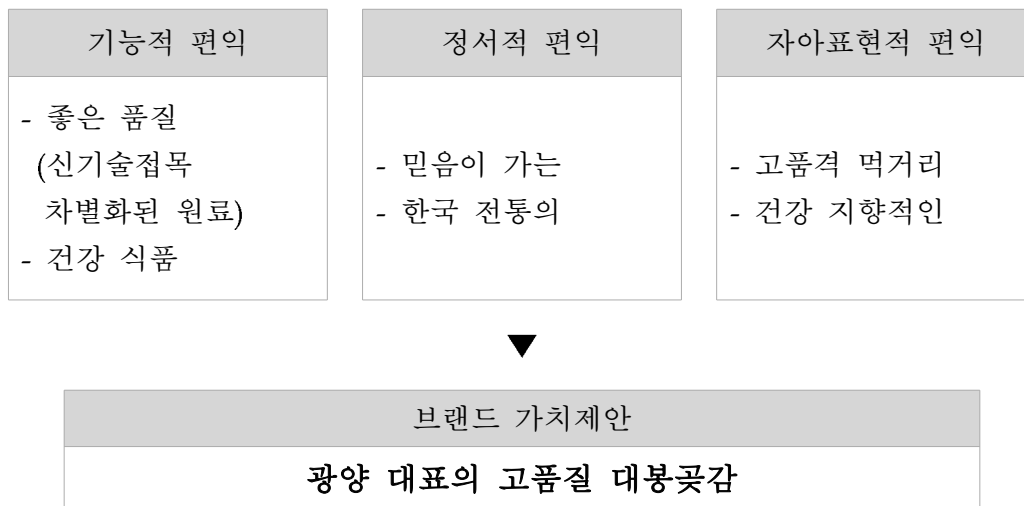 기능적 편익
- 좋은 품질
(신기술접목
차별화된 원료)
- 건강 식품
정서적 편익
- 믿음이 가는
- 한국 전통의
자아표현적 편익
- 고품격 먹거리
- 건강 지향적인
▼
브랜드 가치제안
광양 대표의 고품질 대봉곶감